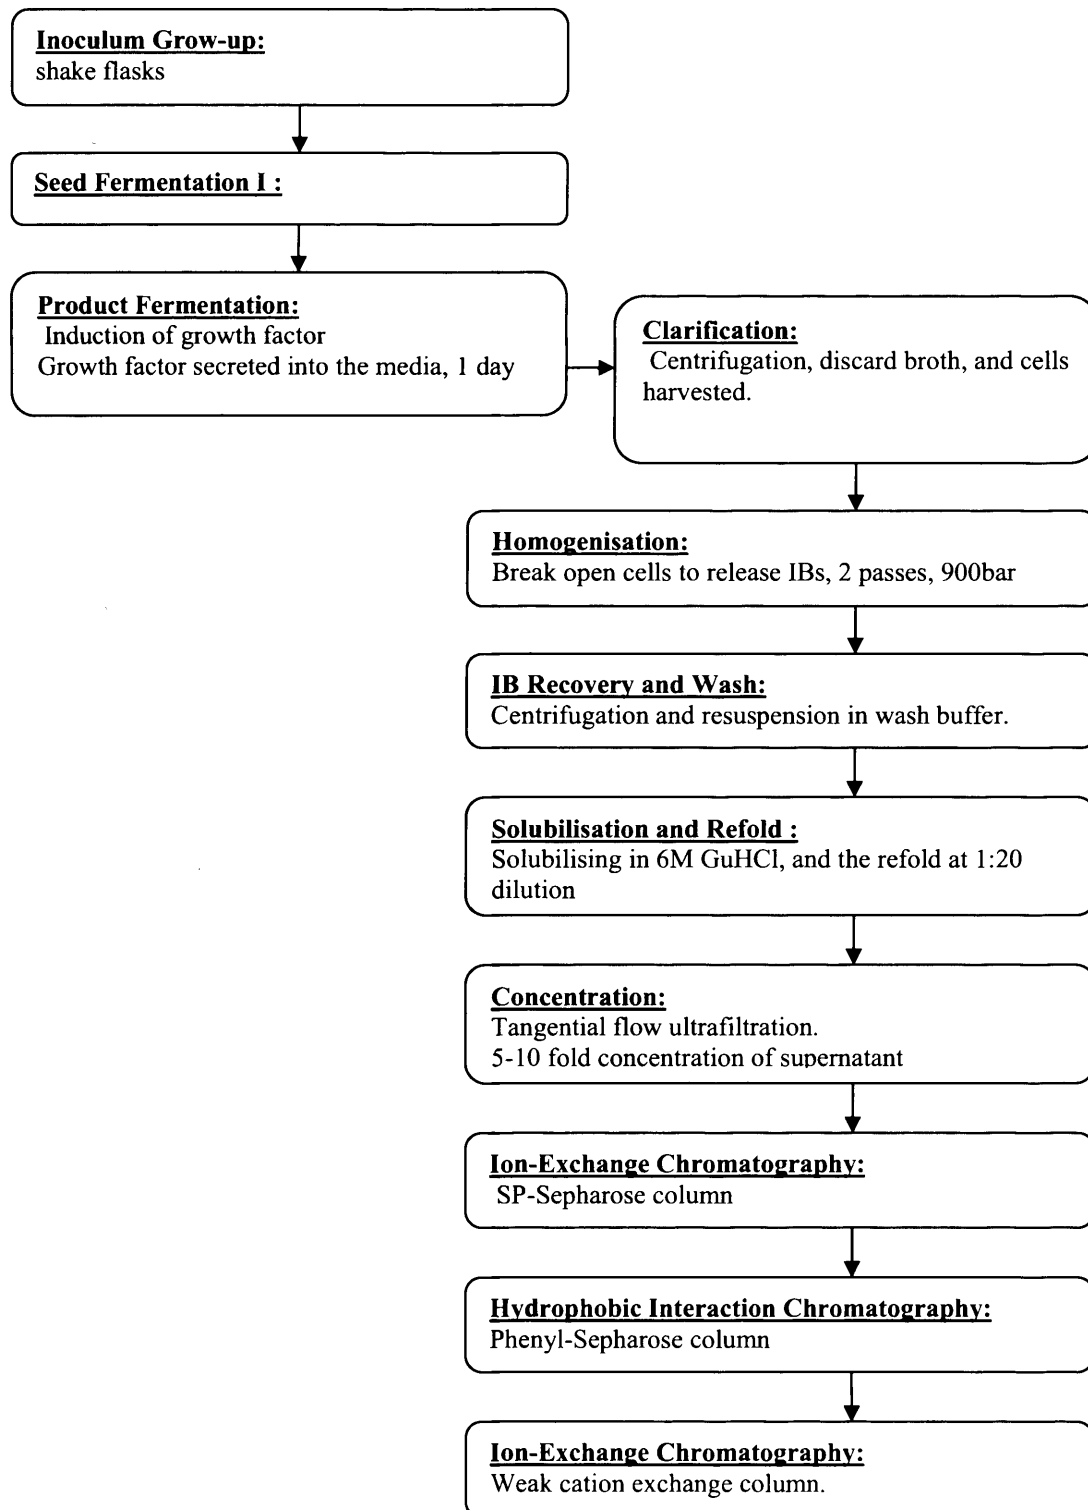 Inoculum Grow-up:
shake flasks
Seed Fermentation I :
Product Fermentation:
Induction of growth factor
Growth factor secreted into the media, 1 day
Clarification:
Centrifugation, discard broth, and cells
harvested.
Homogenisation:
Break open cells to release IBs, 2 passes, 900bar
IB Recovery and Wash:
Centrifugation and resuspension in wash buffer.
Solubilisation and Refold :
Solubilising in 6M GuHCl, and the refold at 1:20
dilution
Concentration:
Tangential flow ultrafiltration.
5-10 fold concentration of supernatant
Ion-Exchange Chromatography:
SP-Sepharose column
Hydrophobic Interaction Chromatography:
Phenyl-Sepharose column
Ion-Exchange Chromatography:
Weak cation exchange column.